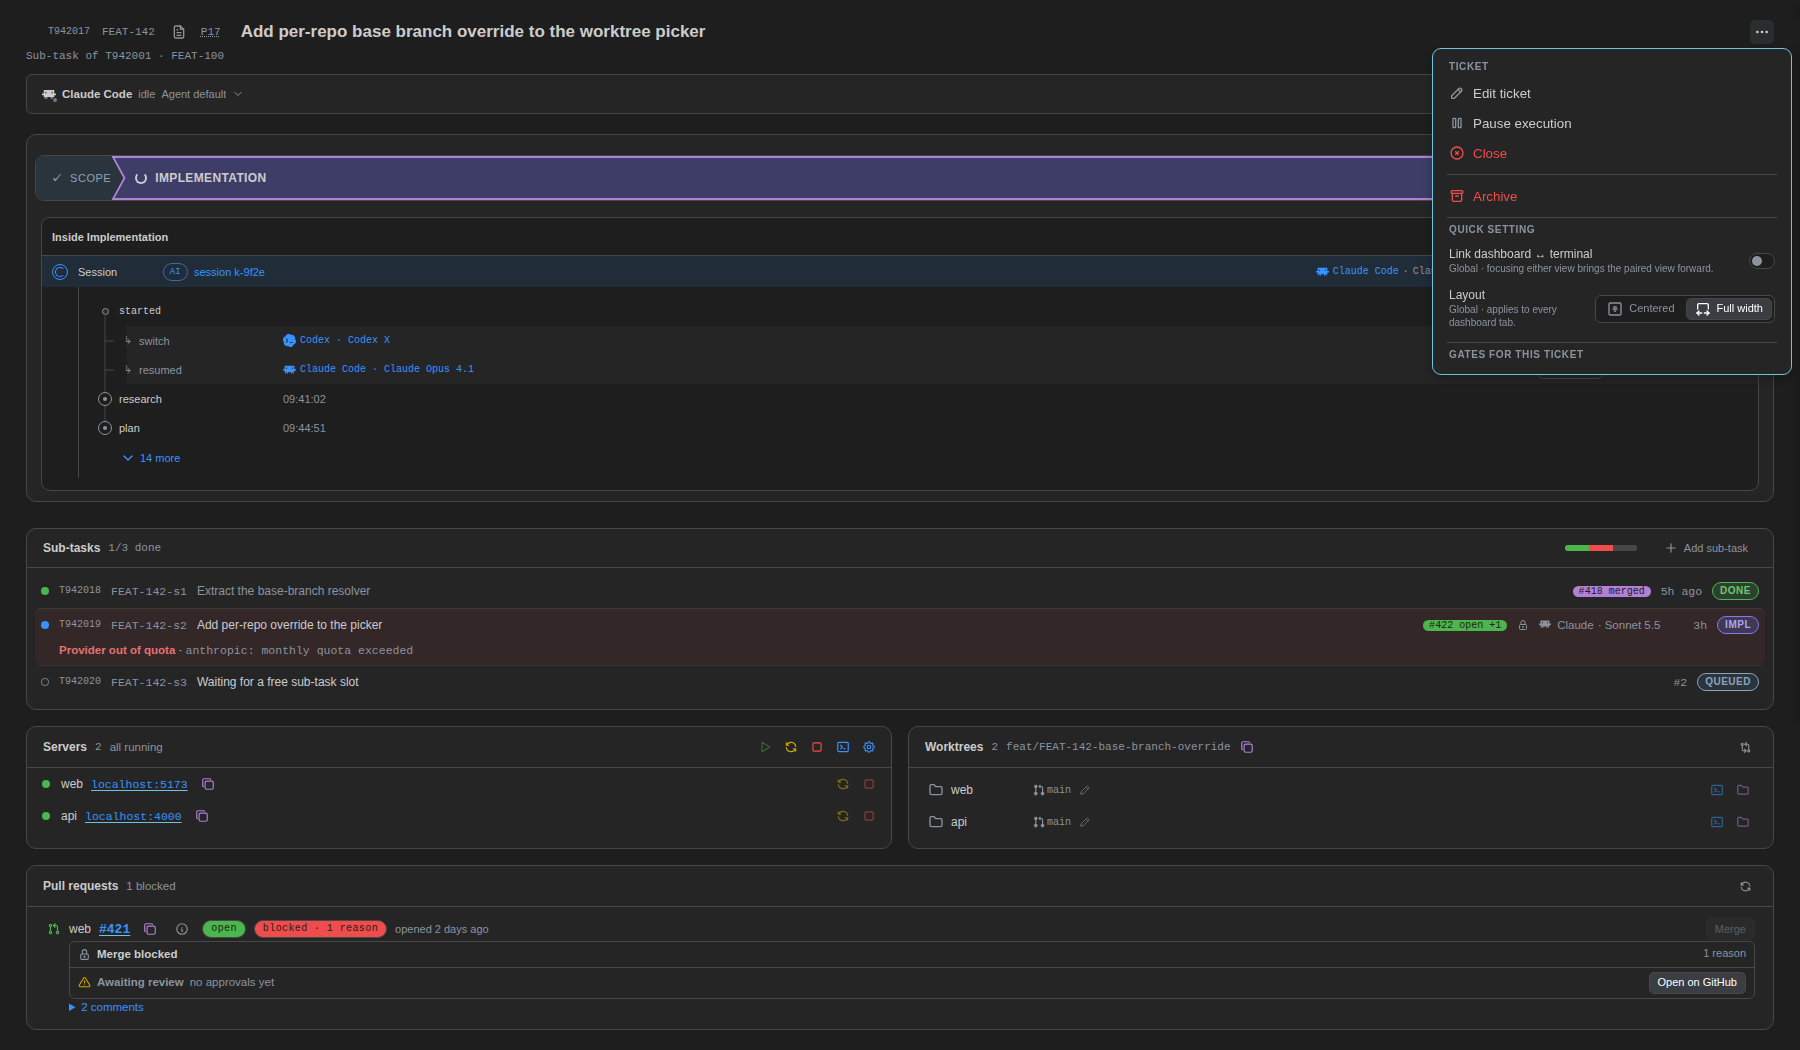 T942017 FEAT-142 P17 Add per-repo base branch override to the worktree picker
Sub-task of T942001 · FEAT-100
Claude Code idle Agent default
TICKET
Edit ticket
Pause execution
Close
Archive
QUICK SETTING
Link dashboard ↔ terminal
Global · focusing either view brings the paired view forward.
Layout
Global · applies to every
dashboard tab.
Centered Full width
GATES FOR THIS TICKET
SCOPE IMPLEMENTATION
Inside Implementation
Session AI session k-9f2e Claude Code ·
started
↳ switch Codex · Codex X
↳ resumed Claude Code · Claude Opus 4.1
research 09:41:02
plan 09:44:51
14 more
Sub-tasks 1/3 done Add sub-task
T942018 FEAT-142-s1 Extract the base-branch resolver #418 merged 5h ago DONE
T942019 FEAT-142-s2 Add per-repo override to the picker #422 open +1 Claude · Sonnet 5.5 3h IMPL
Provider out of quota · anthropic: monthly quota exceeded
T942020 FEAT-142-s3 Waiting for a free sub-task slot #2 QUEUED
Servers 2 all running
web localhost:5173
api localhost:4000
Worktrees 2 feat/FEAT-142-base-branch-override
web main
api main
Pull requests 1 blocked
web #421 open blocked · 1 reason opened 2 days ago Merge
Merge blocked 1 reason
Awaiting review no approvals yet Open on GitHub
2 comments